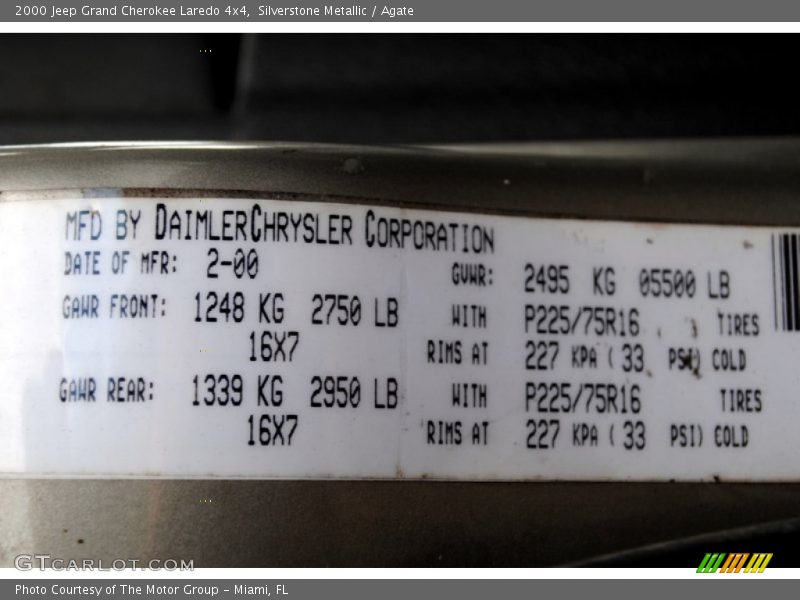 2000 Jeep Grand Cherokee Laredo 4x4, Silverstone Metallic / Agate
MFD BY DAIMLERCHRYSLER CORPORATION
DATE OF MFR: 2-00 GVWR: 2495 KG 05500 LB
GAWR FRONT: 1248 KG 2750 LB WITH P225/75R16 TIRES
16X7 RIMS AT 227 KPA ( 33 PSI) COLD
GAWR REAR: 1339 KG 2950 LB WITH P225/75R16 TIRES
16X7 RIMS AT 227 KPA ( 33 PSI) COLD
GTCARLOT.COM
Photo Courtesy of The Motor Group - Miami, FL